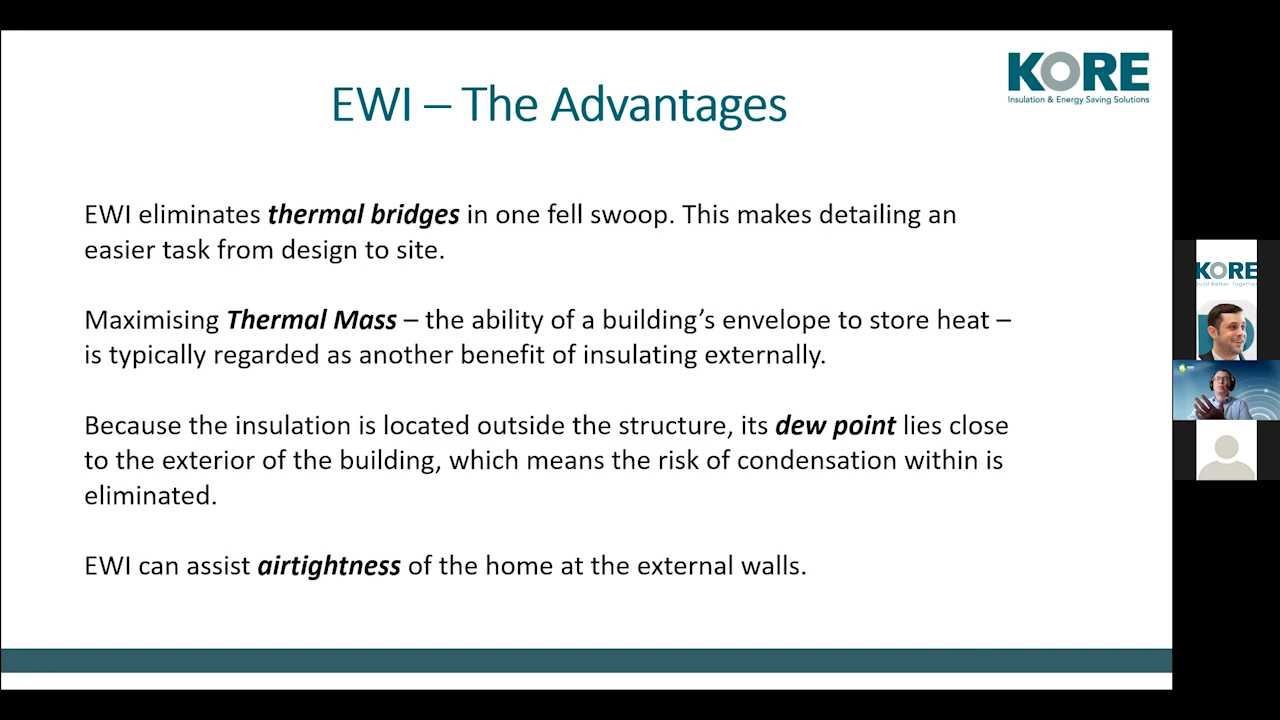 KORE
Insulation & Energy Saving Solutions
EWI – The Advantages
EWI eliminates thermal bridges in one fell swoop. This makes detailing an
easier task from design to site.
Maximising Thermal Mass – the ability of a building’s envelope to store heat –
is typically regarded as another benefit of insulating externally.
Because the insulation is located outside the structure, its dew point lies close
to the exterior of the building, which means the risk of condensation within is
eliminated.
EWI can assist airtightness of the home at the external walls.
KORE
Build Better. Together